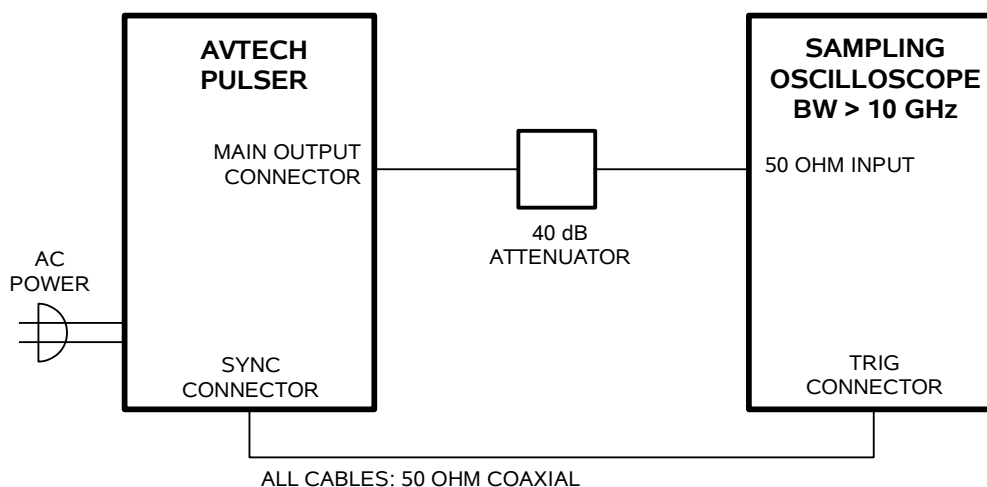 AVTECH
PULSER
MAIN OUTPUT
CONNECTOR
AC
POWER
SYNC
CONNECTOR
40 dB
ATTENUATOR
SAMPLING
OSCILLOSCOPE
BW > 10 GHz
50 OHM INPUT
TRIG
CONNECTOR
ALL CABLES: 50 OHM COAXIAL